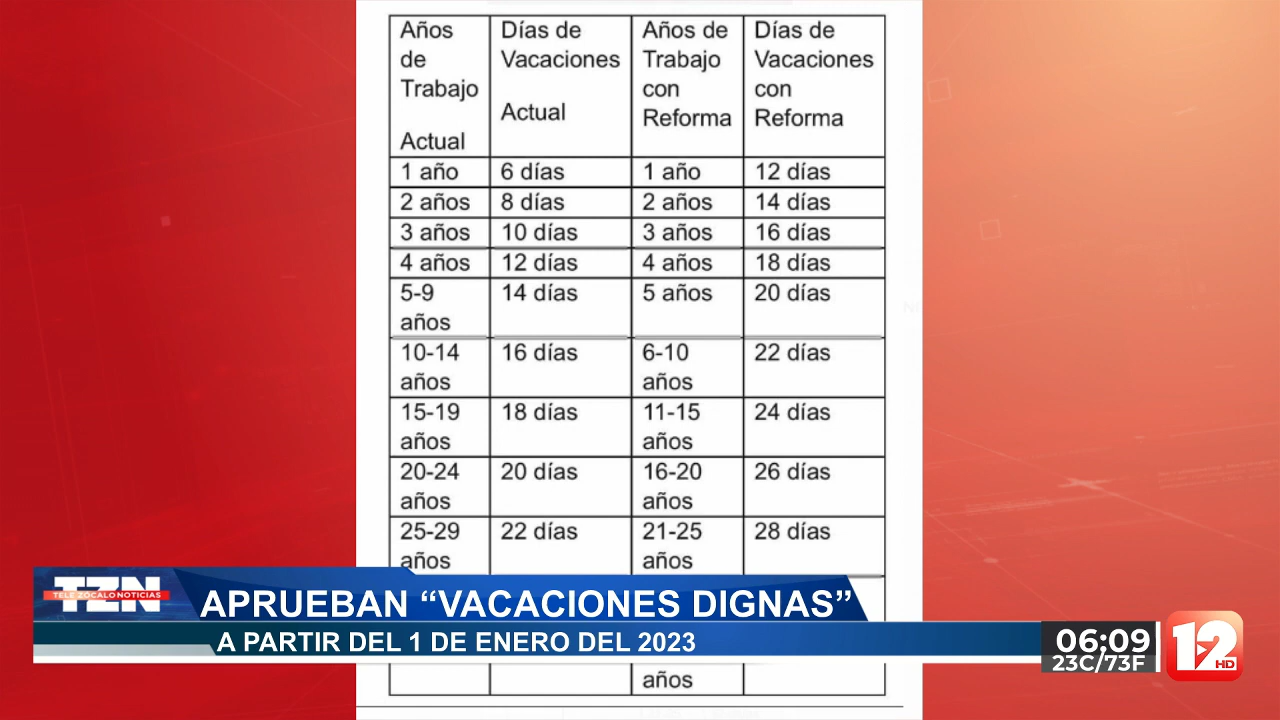 Años de Trabajo Actual
Días de Vacaciones Actual
Años de Trabajo con Reforma
Días de Vacaciones con Reforma
1 año 6 días 1 año 12 días
2 años 8 días 2 años 14 días
3 años 10 días 3 años 16 días
4 años 12 días 4 años 18 días
5-9 años 14 días 5 años 20 días
10-14 años 16 días 6-10 años 22 días
15-19 años 18 días 11-15 años 24 días
20-24 años 20 días 16-20 años 26 días
25-29 años 22 días 21-25 años 28 días
TZN
TELE ZOCALO NOTICIAS
APRUEBAN “VACACIONES DIGNAS”
A PARTIR DEL 1 DE ENERO DEL 2023
años
06:09
23C/73F
12
HD